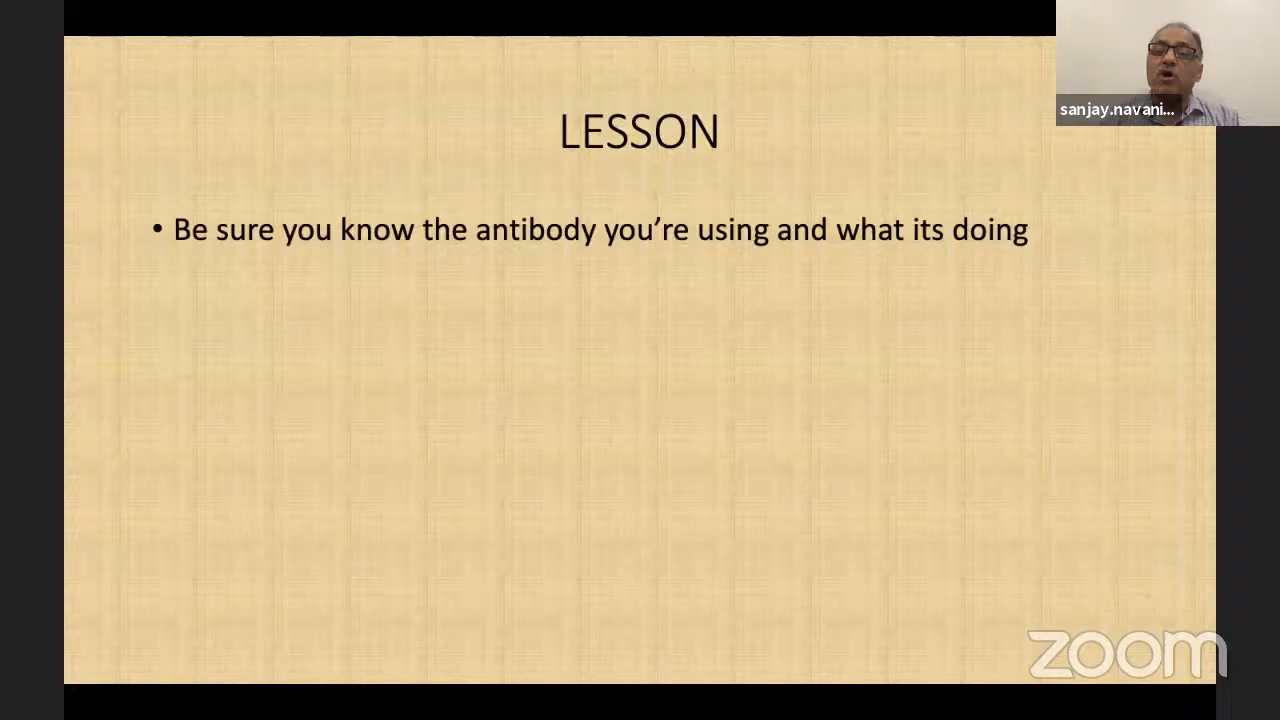 sanjay.navani...
LESSON
• Be sure you know the antibody you’re using and what its doing
zoom